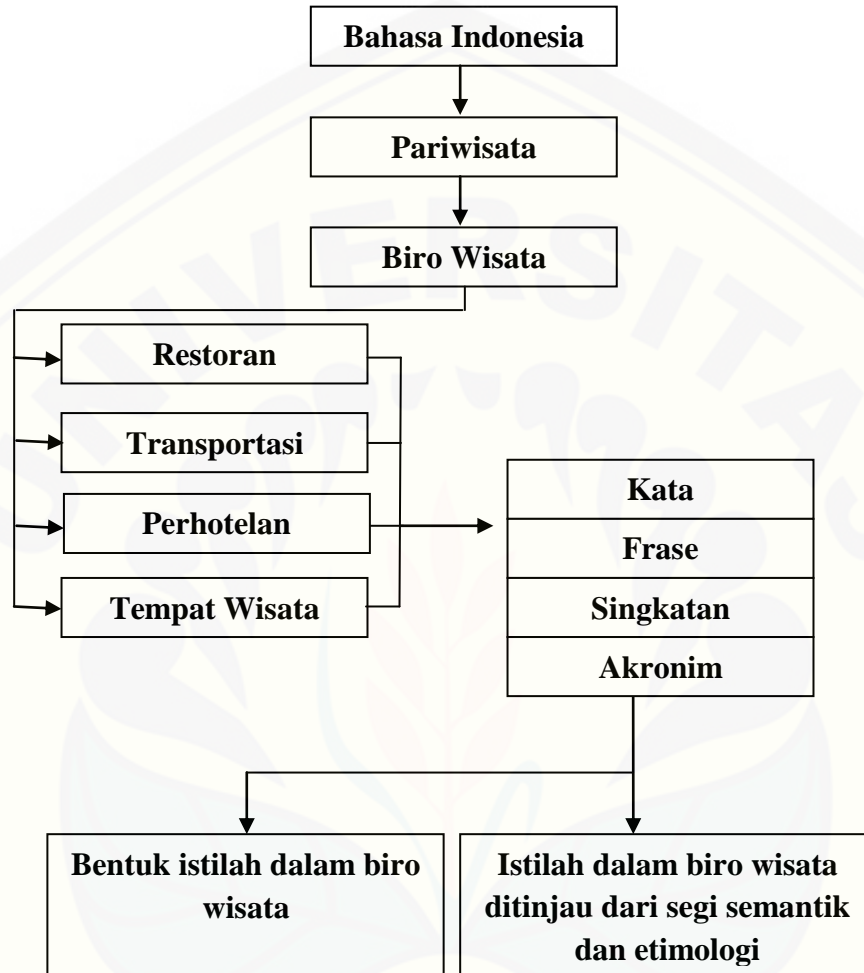 Bahasa Indonesia
Pariwisata
Biro Wisata
Restoran
Transportasi
Perhotelan
Tempat Wisata
Kata
Frase
Singkatan
Akronim
Bentuk istilah dalam biro
wisata
Istilah dalam biro wisata
ditinjau dari segi semantik
dan etimologi
UNIVERSITAS